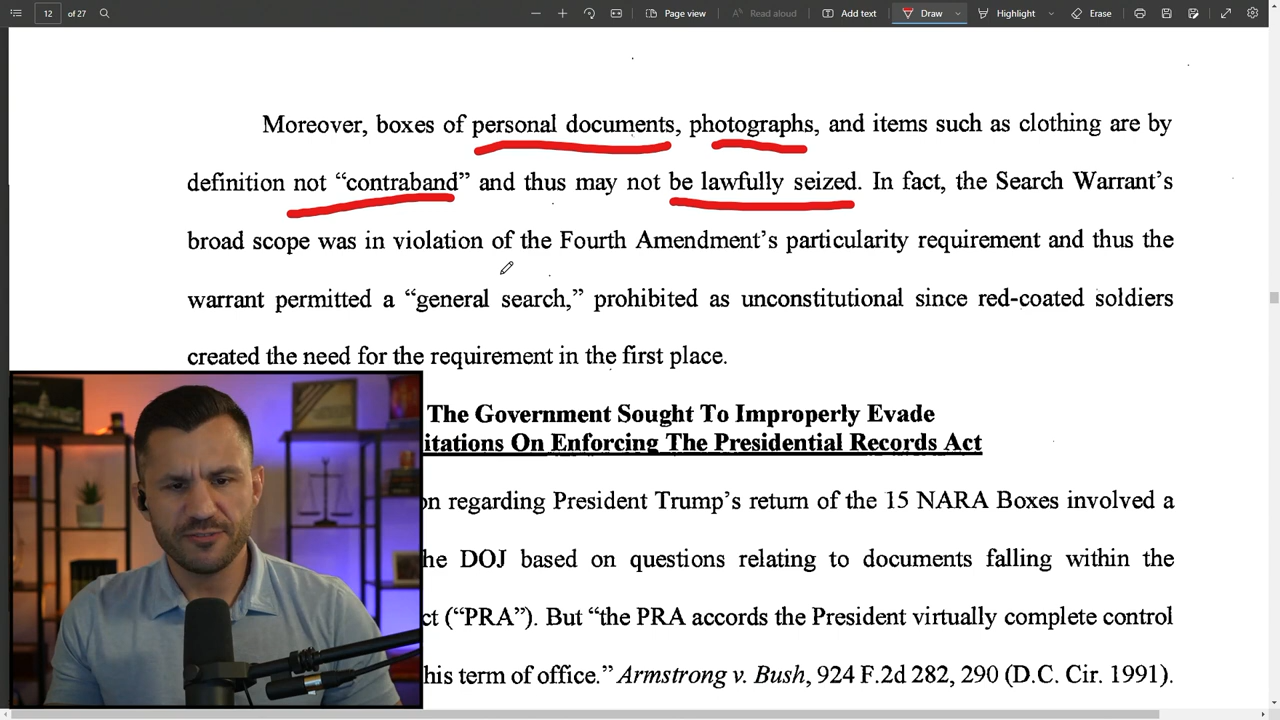 12 of 27 Page view Read aloud Add text Draw Highlight Erase
Moreover, boxes of personal documents, photographs, and items such as clothing are by
definition not “contraband” and thus may not be lawfully seized. In fact, the Search Warrant’s
broad scope was in violation of the Fourth Amendment’s particularity requirement and thus the
warrant permitted a “general search,” prohibited as unconstitutional since red-coated soldiers
created the need for the requirement in the first place.
The Government Sought To Improperly Evade
itations On Enforcing The Presidential Records Act
on regarding President Trump’s return of the 15 NARA Boxes involved a
he DOJ based on questions relating to documents falling within the
ct (“PRA”). But “the PRA accords the President virtually complete control
his term of office.” Armstrong v. Bush, 924 F.2d 282, 290 (D.C. Cir. 1991).